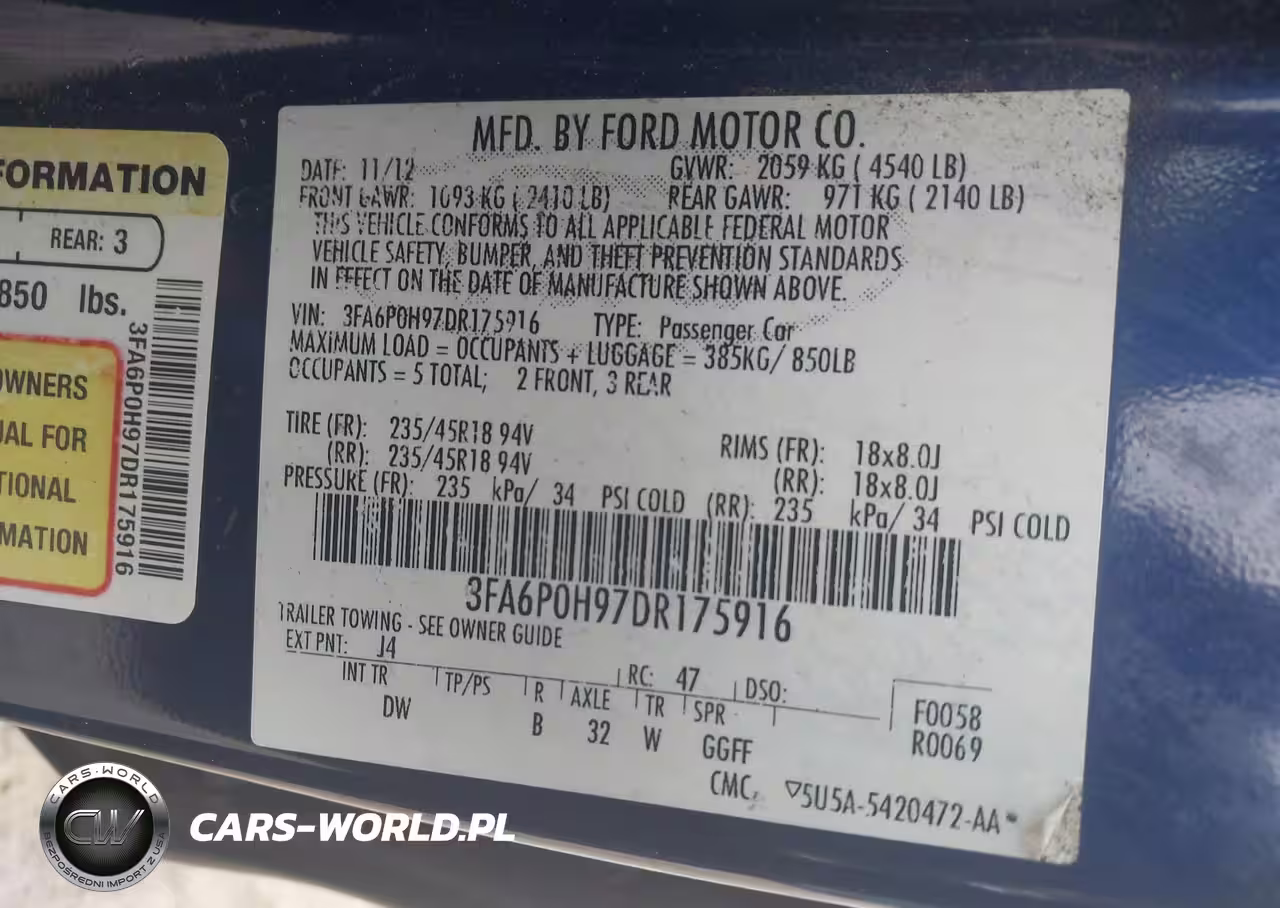 FORMATION
REAR: 3
850 lbs.
OWNERS
UAL FOR
TIONAL
MATION
3FA6P0H97DR175916
MFD. BY FORD MOTOR CO.
DATE: 11/12 GVWR: 2059 KG ( 4540 LB)
FRONT GAWR: 1093 KG ( 2410 LB) REAR GAWR: 971 KG ( 2140 LB)
THIS VEHICLE CONFORMS TO ALL APPLICABLE FEDERAL MOTOR
VEHICLE SAFETY, BUMPER, AND THEFT PREVENTION STANDARDS
IN EFFECT ON THE DATE OF MANUFACTURE SHOWN ABOVE.
VIN: 3FA6P0H97DR175916 TYPE: Passenger Car
MAXIMUM LOAD = OCCUPANTS + LUGGAGE = 385KG/ 850LB
OCCUPANTS = 5 TOTAL; 2 FRONT, 3 REAR
TIRE (FR): 235/45R18 94V RIMS (FR): 18x8.0J
(RR): 235/45R18 94V (RR): 18x8.0J
PRESSURE (FR): 235 kPa/ 34 PSI COLD (RR): 235 kPa/ 34 PSI COLD
3FA6P0H97DR175916
TRAILER TOWING - SEE OWNER GUIDE
EXT PNT: J4 RC: 47 DSO:
INT TR TP/PS R AXLE TR SPR F0058
DW B 32 W GGFF R0069
CMC, ▽5U5A-5420472-AA*
CARS-WORLD
CW
BEZPOŚREDNI IMPORT Z USA
CARS-WORLD.PL